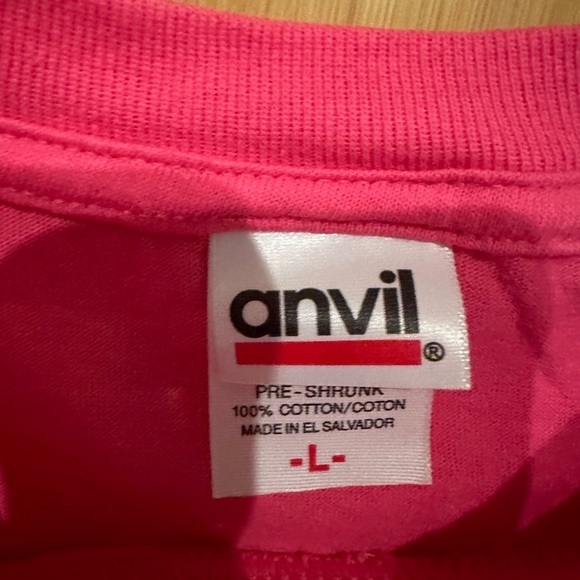 anvil®
PRE-SHRUNK
100% COTTON/COTON
MADE IN EL SALVADOR
-L-